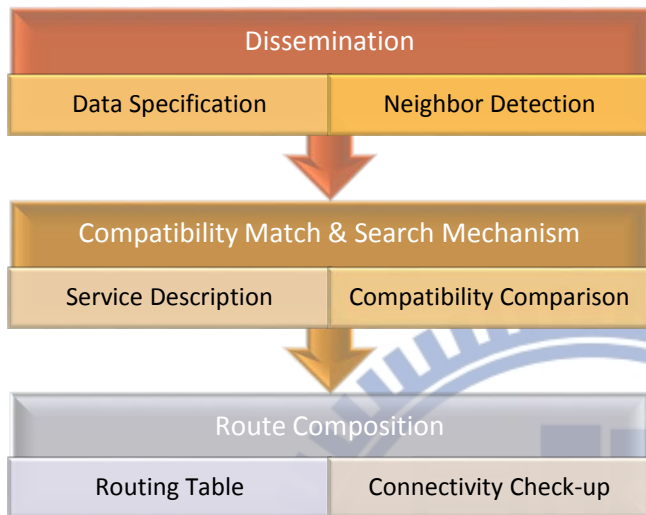 Dissemination
Data Specification
Neighbor Detection
Compatibility Match & Search Mechanism
Service Description
Compatibility Comparison
Route Composition
Routing Table
Connectivity Check-up